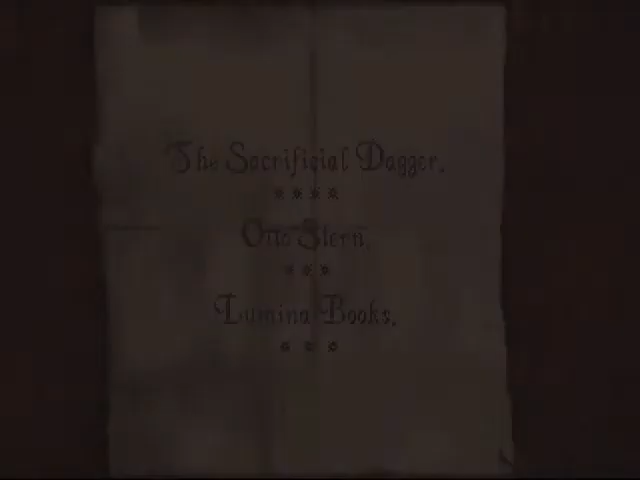 The Sacrificial Dagger.
* * * *
Otto Stern.
* * *
Lumina Books.
* * *